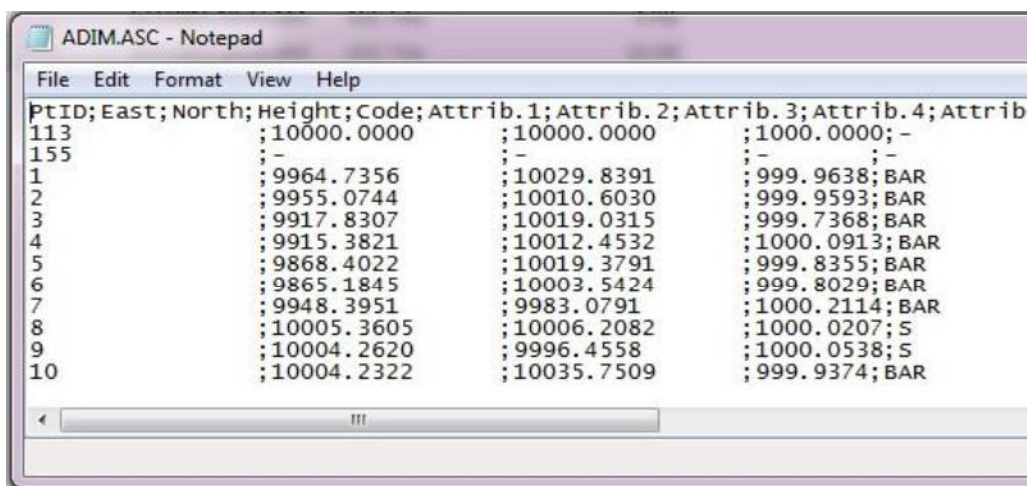 ADIM.ASC - Notepad
File Edit Format View Help
PtID;East;North;Height;Code;Attrib.1;Attrib.2;Attrib.3;Attrib.4;Attrib
113 ;10000.0000 ;10000.0000 ;1000.0000;-
155 ;- ;- ;- ;-
1 ;9964.7356 ;10029.8391 ;999.9638;BAR
2 ;9955.0744 ;10010.6030 ;999.9593;BAR
3 ;9917.8307 ;10019.0315 ;999.7368;BAR
4 ;9915.3821 ;10012.4532 ;1000.0913;BAR
5 ;9868.4022 ;10019.3791 ;999.8355;BAR
6 ;9865.1845 ;10003.5424 ;999.8029;BAR
7 ;9948.3951 ;9983.0791 ;1000.2114;BAR
8 ;10005.3605 ;10006.2082 ;1000.0207;S
9 ;10004.2620 ;9996.4558 ;1000.0538;S
10 ;10004.2322 ;10035.7509 ;999.9374;BAR